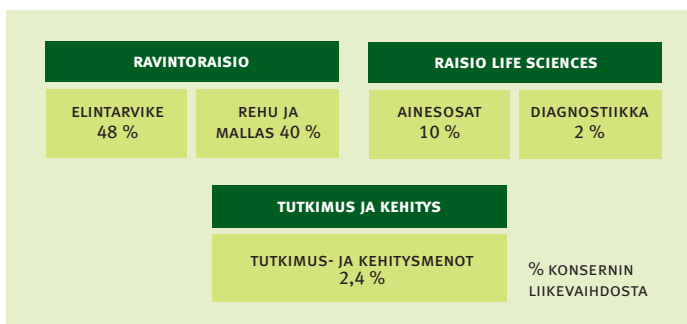 RAVINTORAISIO
ELINTARVIKE
48 %
REHU JA
MALLAS 40 %
RAISIO LIFE SCIENCES
AINESOSAT
10 %
DIAGNOSTIIKKA
2 %
TUTKIMUS JA KEHITYS
TUTKIMUS- JA KEHITYSMENOT
2,4 %
% KONSERNIN
LIIKEVAIHDOSTA